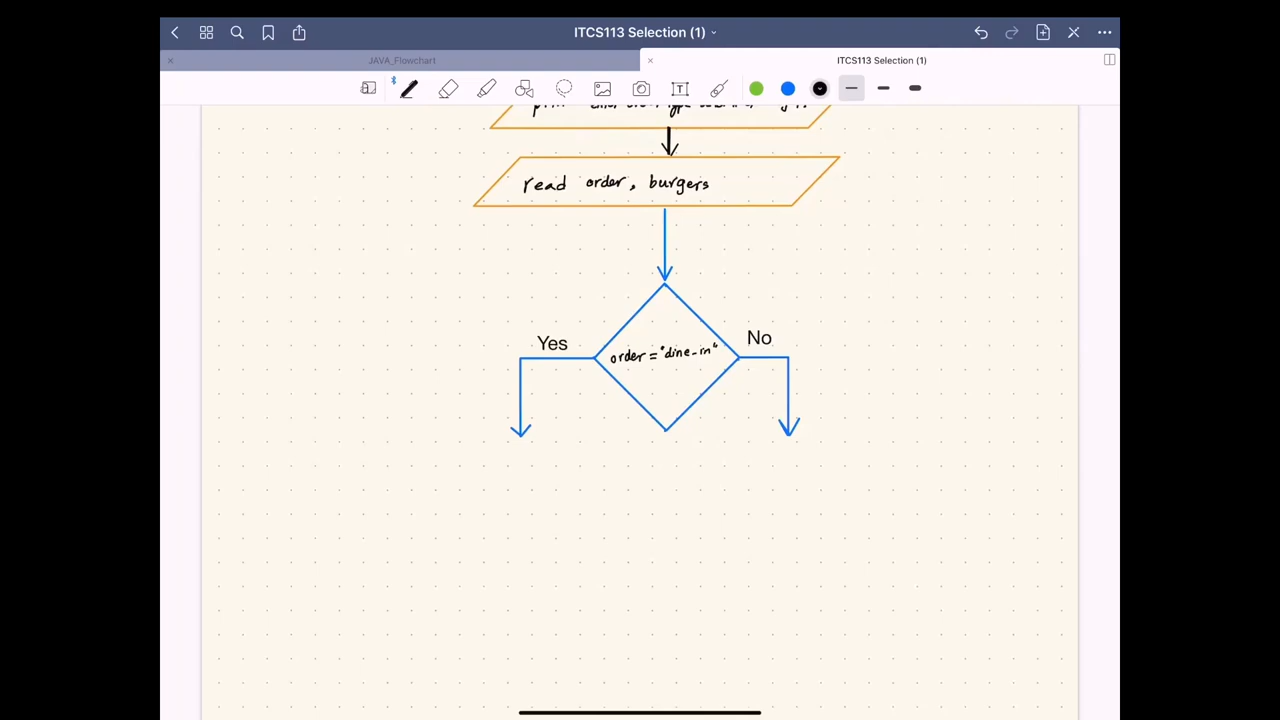 ITCS113 Selection (1)
JAVA_Flowchart
ITCS113 Selection (1)
T
read order, burgers
Yes
order = "dine-in"
No